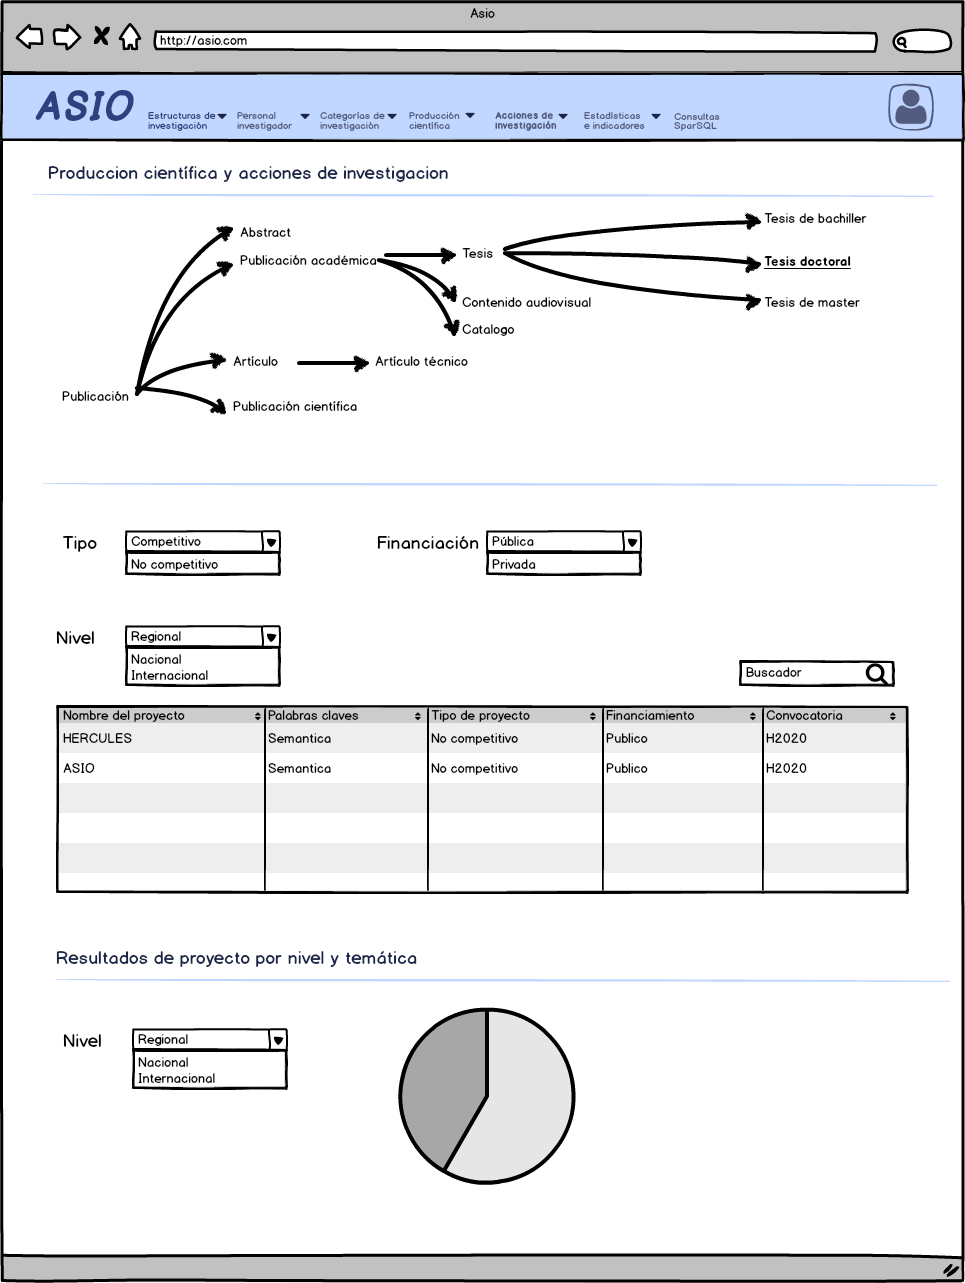 Asio
http://asio.com
ASIO
Estructuras de
investigación
Personal
investigador
Categorías de
investigación
Producción
científica
Acciones de
investigación
Estadísticas
e indicadores
Consultas
SparSQL
Produccion científica y acciones de investigacion
Abstract
Publicación académica
Tesis
Tesis de bachiller
Tesis doctoral
Tesis de master
Contenido audiovisual
Catalogo
Artículo
Artículo técnico
Publicación
Publicación científica
Tipo
Competitivo
No competitivo
Financiación
Pública
Privada
Nivel
Regional
Nacional
Internacional
Buscador
Nombre del proyecto Palabras claves Tipo de proyecto Financiamiento Convocatoria
HERCULES Semantica No competitivo Publico H2020
ASIO Semantica No competitivo Publico H2020
Resultados de proyecto por nivel y temática
Nivel
Regional
Nacional
Internacional